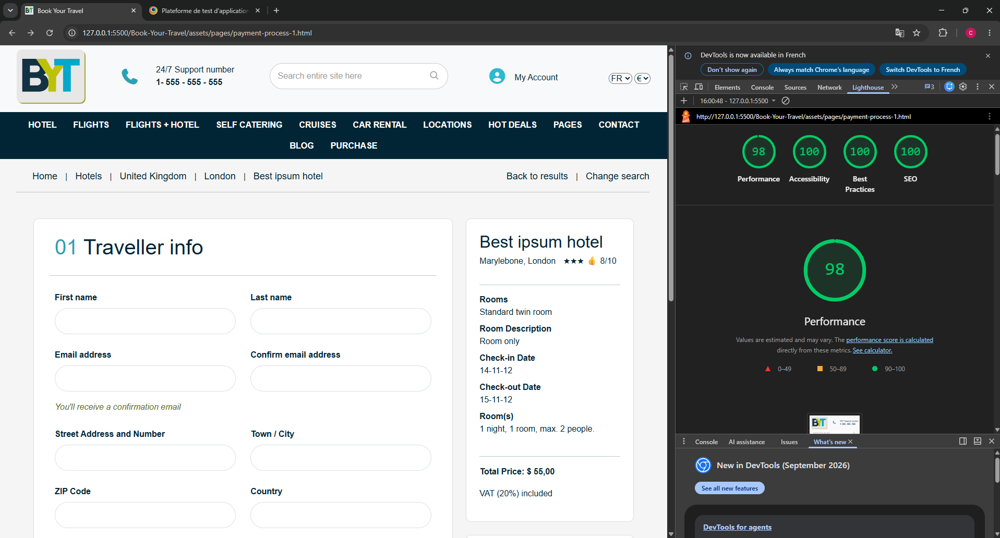 Book Your Travel
Plateforme de test d'application
127.0.0.1:5500/Book-Your-Travel/assets/pages/payment-process-1.html
C
BYT
24/7 Support number
1- 555 - 555 - 555
Search entire site here
My Account
FR
€
HOTEL
FLIGHTS
FLIGHTS + HOTEL
SELF CATERING
CRUISES
CAR RENTAL
LOCATIONS
HOT DEALS
PAGES
CONTACT
BLOG
PURCHASE
Home | Hotels | United Kingdom | London | Best ipsum hotel
Back to results | Change search
01 Traveller info
First name
Last name
Email address
Confirm email address
You'll receive a confirmation email
Street Address and Number
Town / City
ZIP Code
Country
Best ipsum hotel
Marylebone, London ★★★ 👍 8/10
Rooms
Standard twin room
Room Description
Room only
Check-in Date
14-11-12
Check-out Date
15-11-12
Room(s)
1 night, 1 room, max. 2 people.
Total Price: $ 55,00
VAT (20%) included
DevTools is now available in French
Don't show again
Always match Chrome's language
Switch DevTools to French
Elements
Console
Sources
Network
Lighthouse
3
16:00:48 - 127.0.0.1:5500
http://127.0.0.1:5500/Book-Your-Travel/assets/pages/payment-process-1.html
98
100
100
100
Performance
Accessibility
Best
Practices
SEO
98
Performance
Values are estimated and may vary. The performance score is calculated
directly from these metrics. See calculator.
0–49
50–89
90–100
BYT
24/7 Support number
1- 555 - 555 - 555
Console
AI assistance
Issues
What's new
New in DevTools (September 2026)
See all new features
DevTools for agents